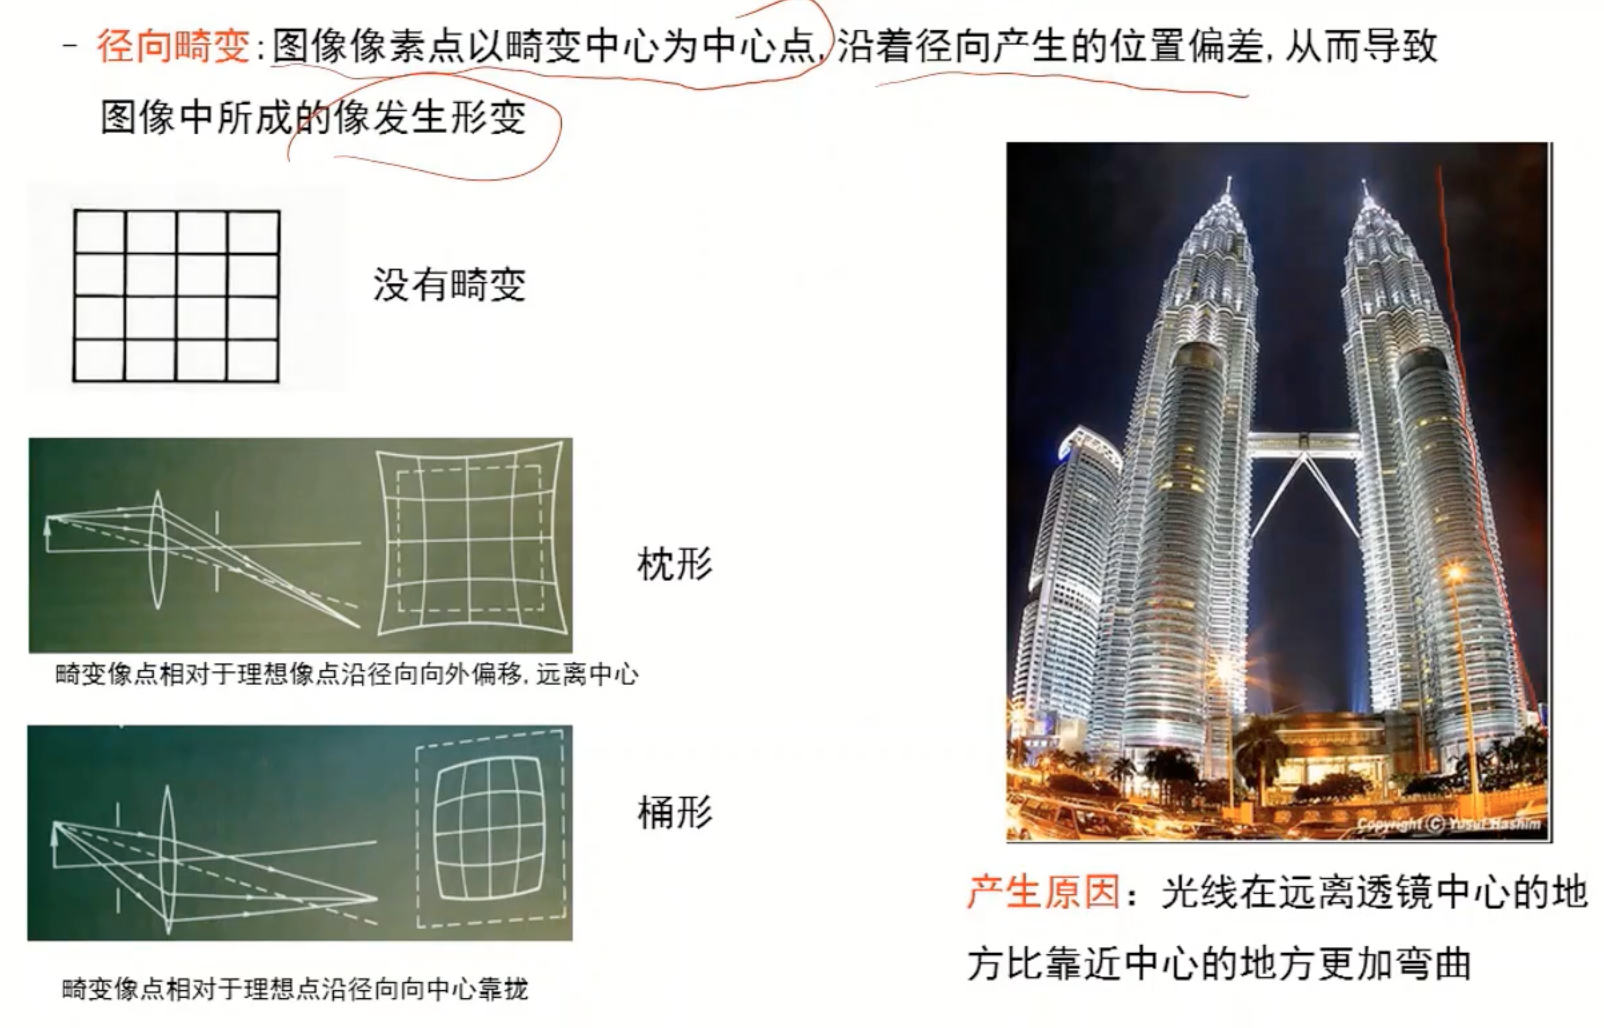 - 径向畸变:图像像素点以畸变中心为中心点,沿着径向产生的位置偏差,从而导致
图像中所成的像发生形变
没有畸变
枕形
畸变像点相对于理想像点沿径向向外偏移,远离中心
桶形
畸变像点相对于理想点沿径向向中心靠拢
Copyright (C) Yusuf Hashim
产生原因：光线在远离透镜中心的地
方比靠近中心的地方更加弯曲